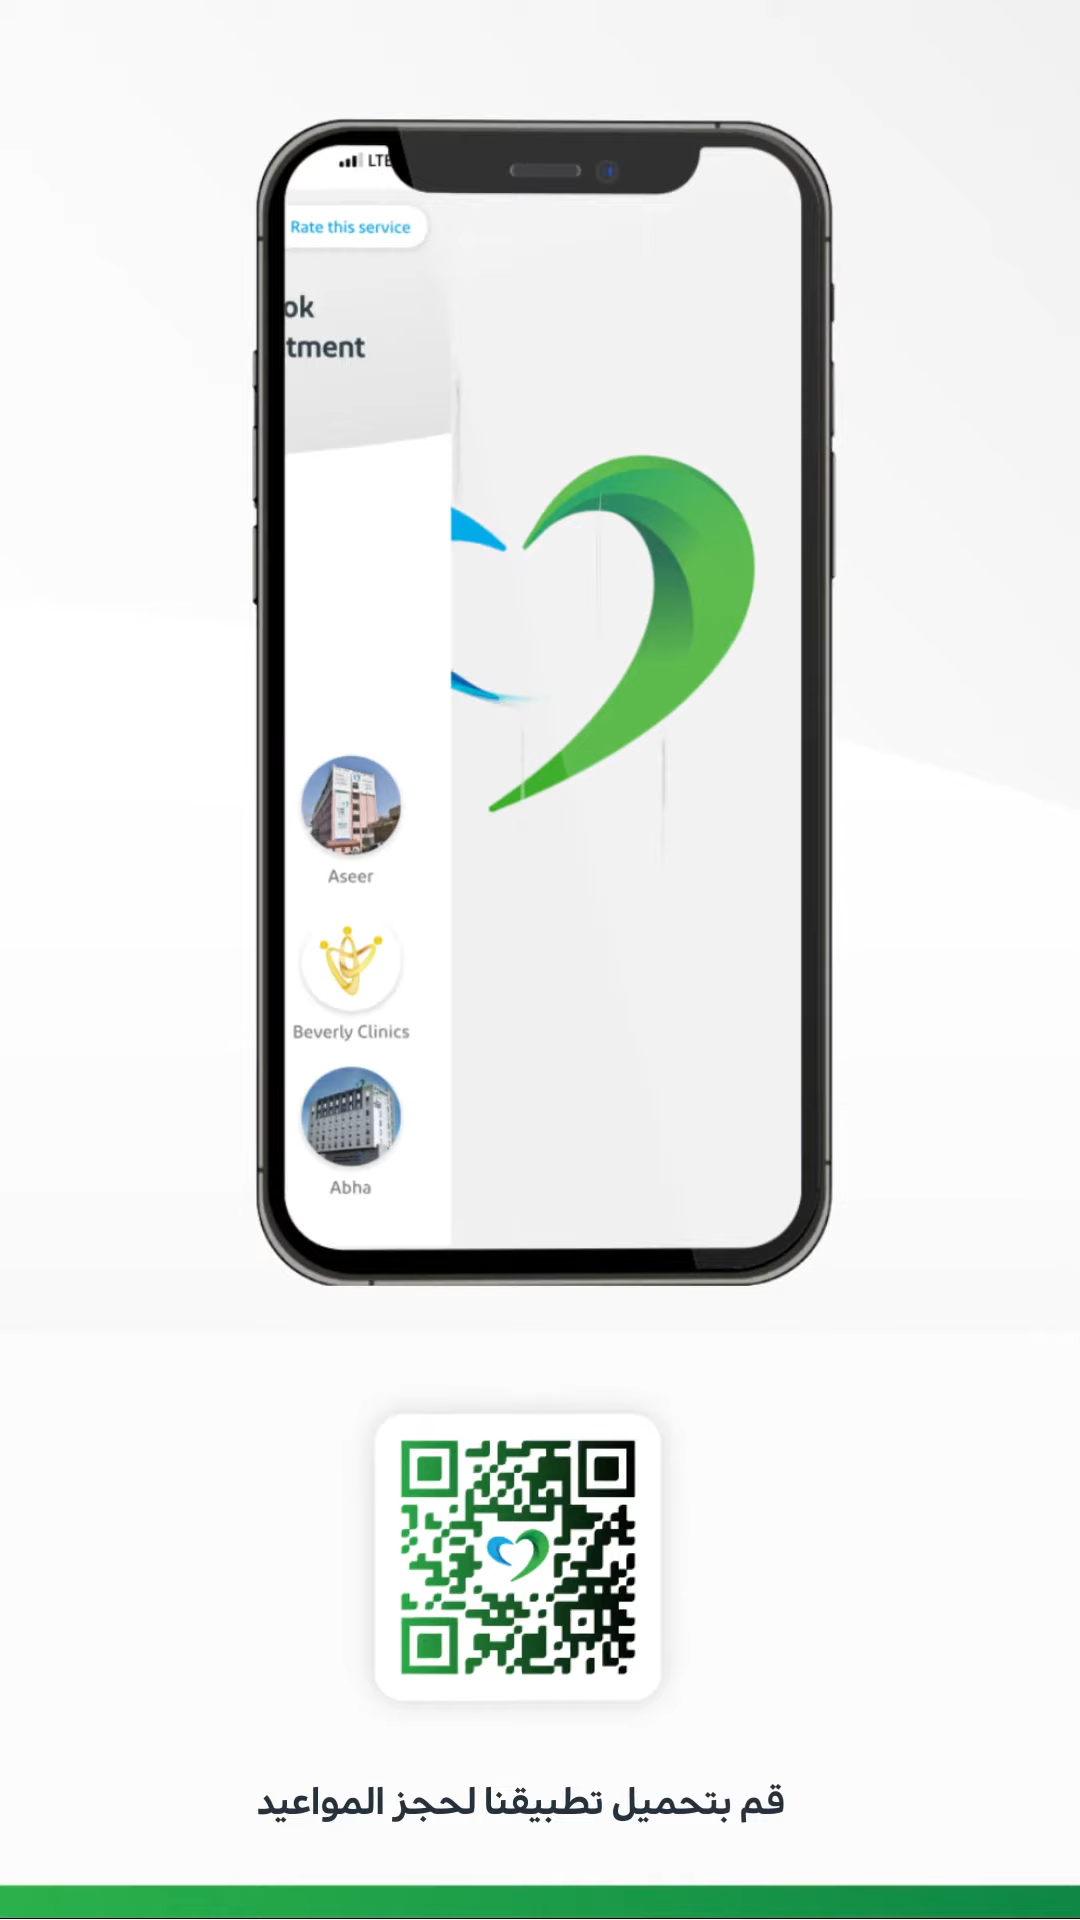 LTE
Rate this service
ok
tment
Aseer
Beverly Clinics
Abha
قم بتحميل تطبيقنا لحجز المواعيد